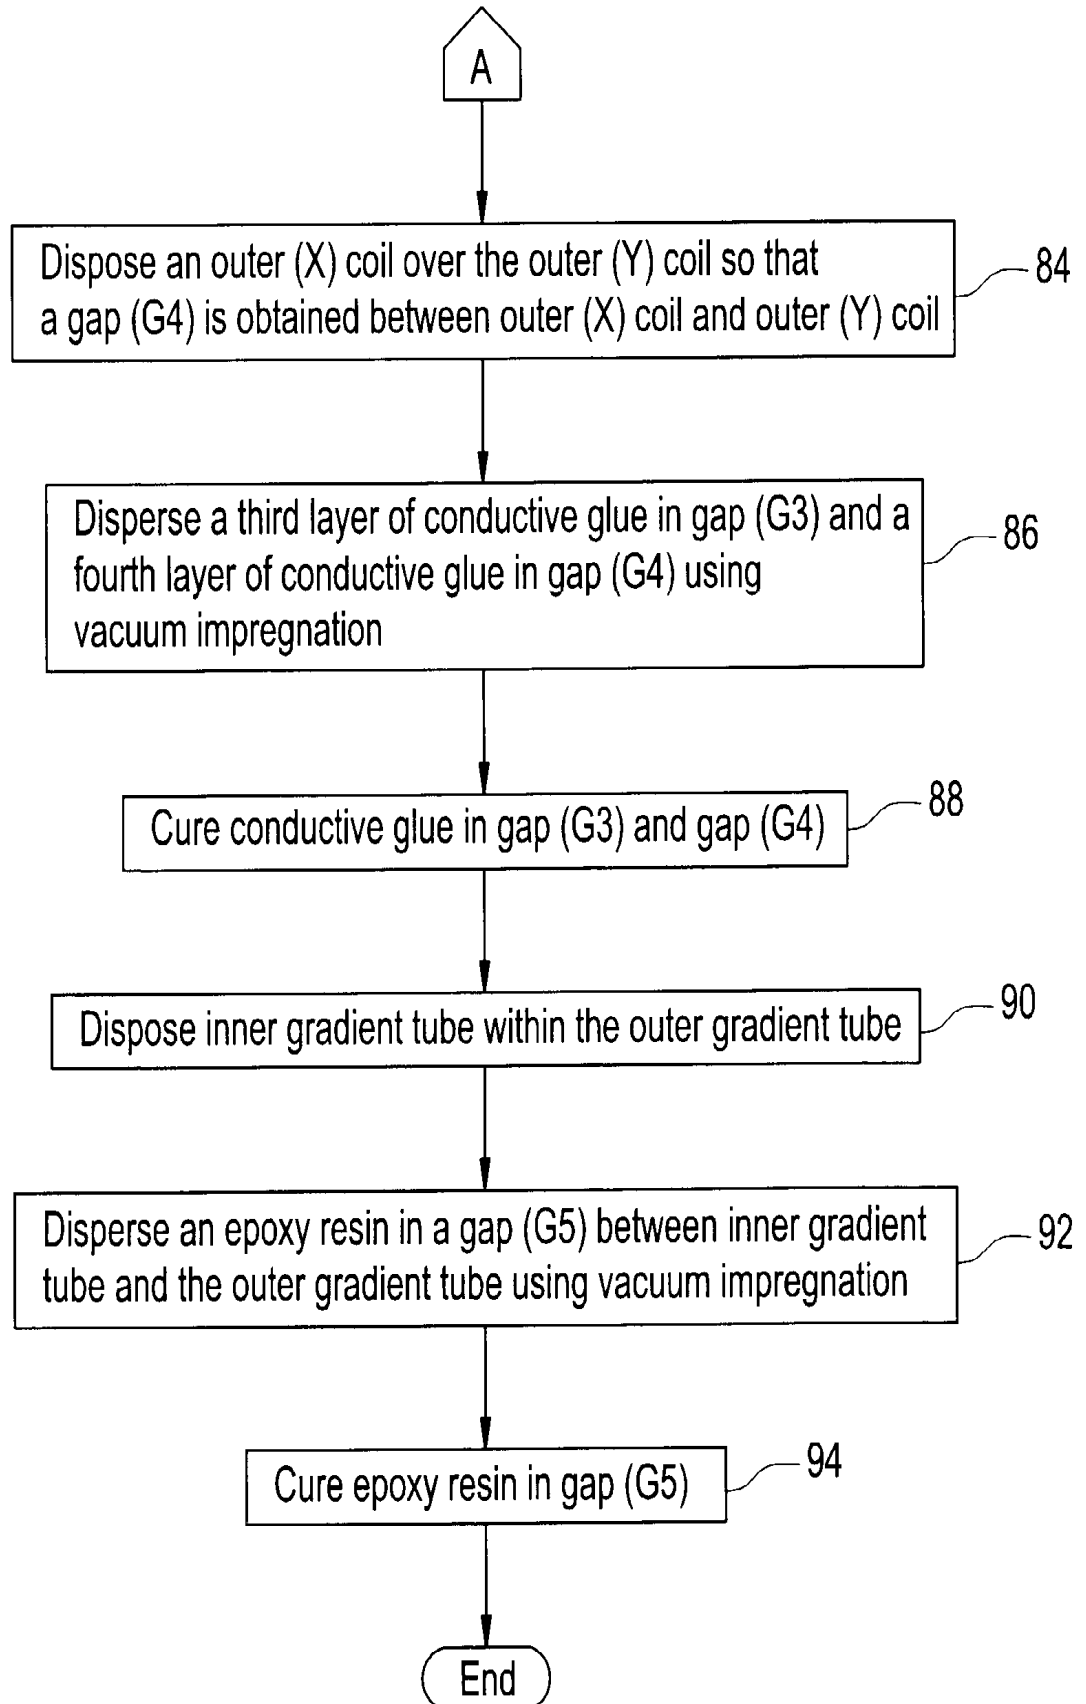 A
Dispose an outer (X) coil over the outer (Y) coil so that
a gap (G4) is obtained between outer (X) coil and outer (Y) coil
84
Disperse a third layer of conductive glue in gap (G3) and a
fourth layer of conductive glue in gap (G4) using
vacuum impregnation
86
Cure conductive glue in gap (G3) and gap (G4)
88
Dispose inner gradient tube within the outer gradient tube
90
Disperse an epoxy resin in a gap (G5) between inner gradient
tube and the outer gradient tube using vacuum impregnation
92
Cure epoxy resin in gap (G5)
94
End